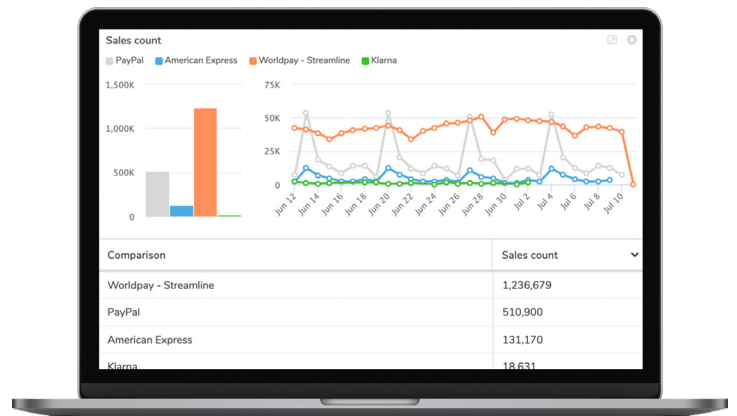 Sales count
PayPal American Express Worldpay - Streamline Klarna
1,500K
1,000K
500K
0
75K
50K
25K
0
Jun 12 Jun 14 Jun 16 Jun 18 Jun 20 Jun 22 Jun 24 Jun 26 Jun 28 Jun 30 Jul 2 Jul 4 Jul 6 Jul 8 Jul 10
Comparison Sales count
Worldpay - Streamline 1,236,679
PayPal 510,900
American Express 131,170
Klarna 18,631